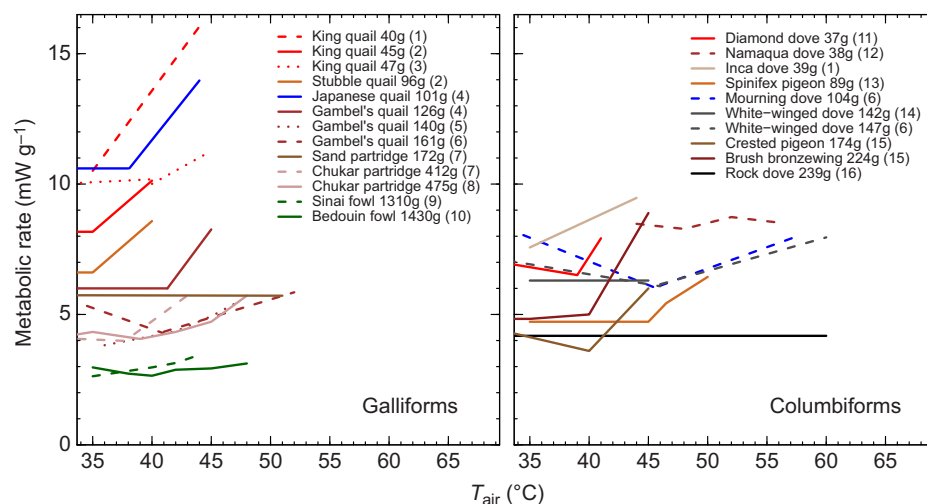 Metabolic rate (mW g–1)
15
10
5
0
King quail 40g (1)
King quail 45g (2)
King quail 47g (3)
Stubble quail 96g (2)
Japanese quail 101g (4)
Gambel's quail 126g (4)
Gambel's quail 140g (5)
Gambel's quail 161g (6)
Sand partridge 172g (7)
Chukar partridge 412g (7)
Chukar partridge 475g (8)
Sinai fowl 1310g (9)
Bedouin fowl 1430g (10)
Galliforms
35 40 45 50 55 60 65
Diamond dove 37g (11)
Namaqua dove 38g (12)
Inca dove 39g (1)
Spinifex pigeon 89g (13)
Mourning dove 104g (6)
White−winged dove 142g (14)
White−winged dove 147g (6)
Crested pigeon 174g (15)
Brush bronzewing 224g (15)
Rock dove 239g (16)
Columbiforms
35 40 45 50 55 60 65
Tair (°C)